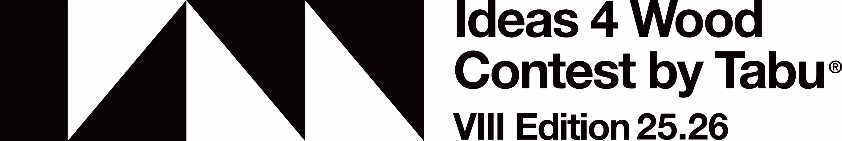 Ideas 4 Wood
Contest by Tabu®
VIII Edition 25.26